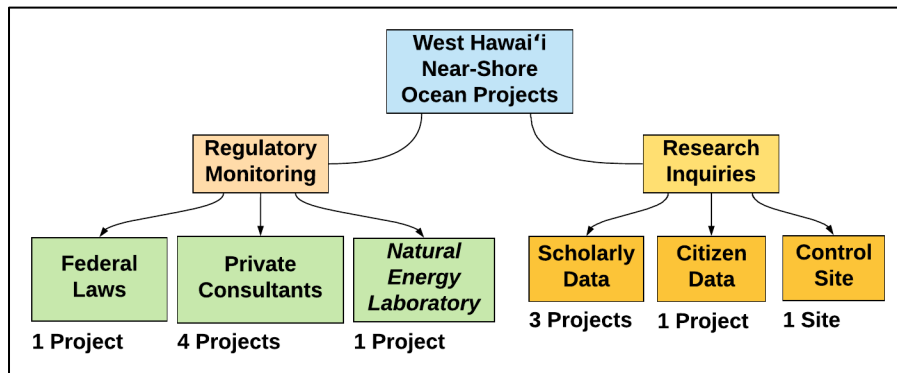 West Hawaiʻi
Near-Shore
Ocean Projects
Regulatory
Monitoring
Research
Inquiries
Federal
Laws
Private
Consultants
Natural
Energy
Laboratory
Scholarly
Data
Citizen
Data
Control
Site
1 Project
4 Projects
1 Project
3 Projects
1 Project
1 Site